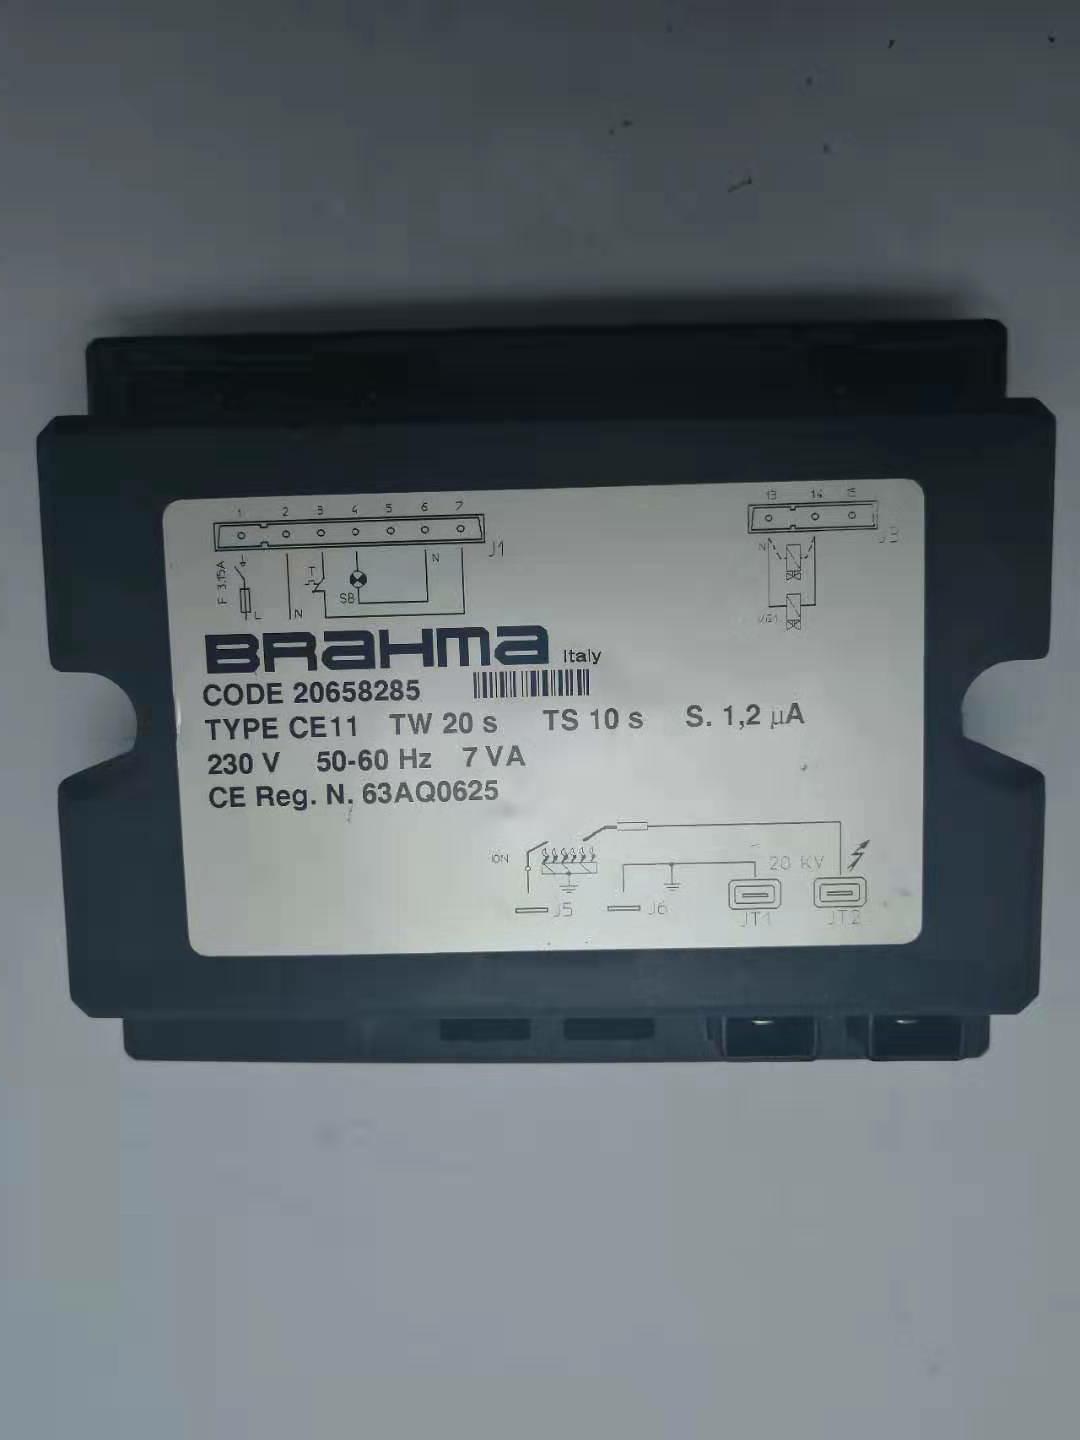 1 2 3 4 5 6 7
J1
13 14 15
J3
F 3.15A
L
N
T
SB
N
N
BRAHMA Italy
CODE 20658285
TYPE CE11 TW 20 s TS 10 s S. 1,2 µA
230 V 50-60 Hz 7 VA
CE Reg. N. 63AQ0625
ION
20 KV
J5 J6 JT1 JT2